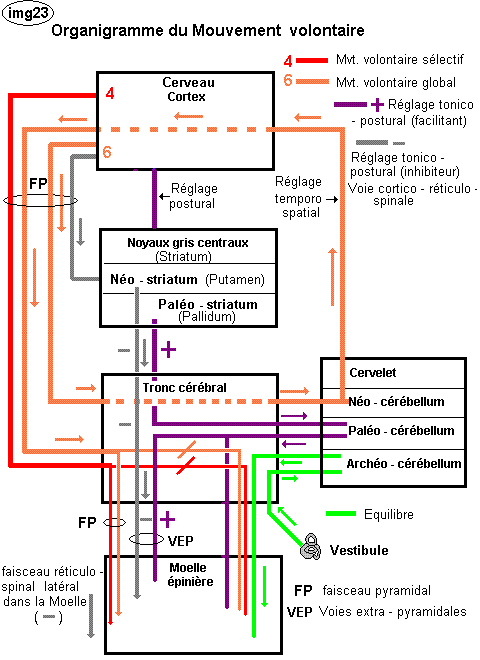 img23
Organigramme du Mouvement volontaire
4 Mvt. volontaire sélectif
6 Mvt. volontaire global
+ Réglage tonico
- postural (facilitant)
Réglage tonico -
postural (inhibiteur)
Voie cortico - réticulo -
spinale
Cerveau
Cortex
4
6
FP
Réglage
postural
Réglage
temporo
spatial
Noyaux gris centraux
(Striatum)
Néo - striatum (Putamen)
Paléo - striatum
(Pallidum)
- +
Tronc cérébral
-
Cervelet
Néo - cérébellum
Paléo - cérébellum
Archéo - cérébellum
FP
- +
VEP
Equilibre
Vestibule
Moelle
épinière
faisceau réticulo -
spinal latéral
dans la Moelle
( - )
FP faisceau pyramidal
VEP Voies extra - pyramidales